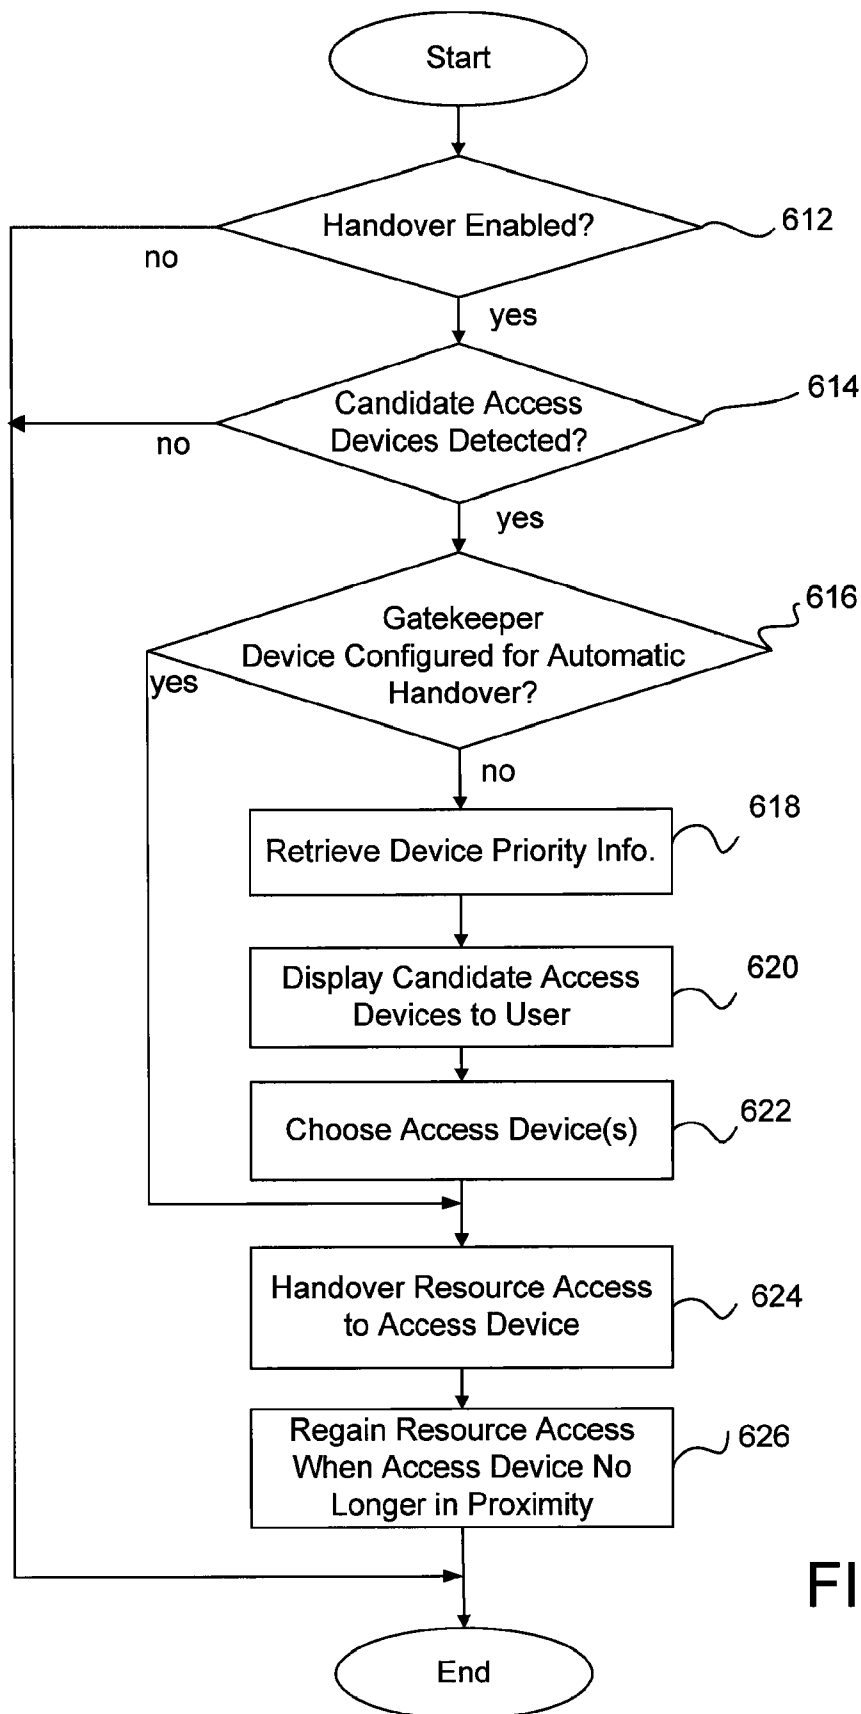 Start
Handover Enabled?
612
no
yes
Candidate Access
Devices Detected?
614
no
yes
Gatekeeper
Device Configured for Automatic
Handover?
616
yes
no
Retrieve Device Priority Info.
618
Display Candidate Access
Devices to User
620
Choose Access Device(s)
622
Handover Resource Access
to Access Device
624
Regain Resource Access
When Access Device No
Longer in Proximity
626
FI
End